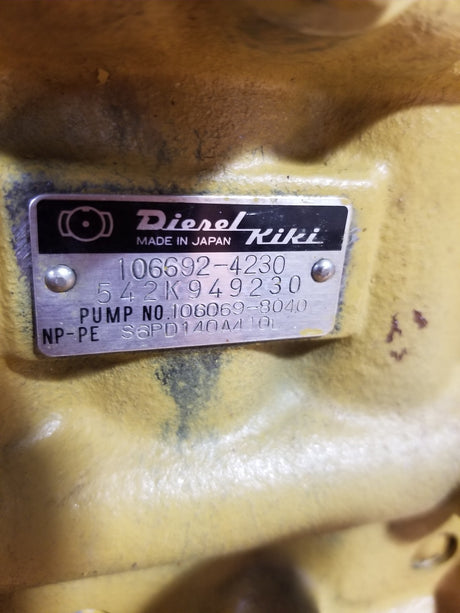 Diesel Kiki
MADE IN JAPAN
106692-4230
542K949230
PUMP NO. 106069-8040
NP-PE S6PD140A410L